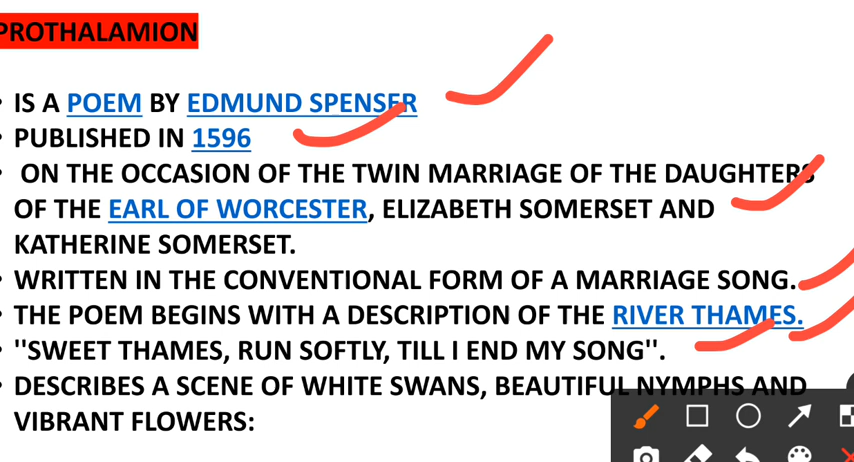 PROTHALAMION
• IS A POEM BY EDMUND SPENSER
• PUBLISHED IN 1596
• ON THE OCCASION OF THE TWIN MARRIAGE OF THE DAUGHTERS
OF THE EARL OF WORCESTER, ELIZABETH SOMERSET AND
KATHERINE SOMERSET.
• WRITTEN IN THE CONVENTIONAL FORM OF A MARRIAGE SONG.
• THE POEM BEGINS WITH A DESCRIPTION OF THE RIVER THAMES.
• "SWEET THAMES, RUN SOFTLY, TILL I END MY SONG".
• DESCRIBES A SCENE OF WHITE SWANS, BEAUTIFUL NYMPHS AND
VIBRANT FLOWERS: